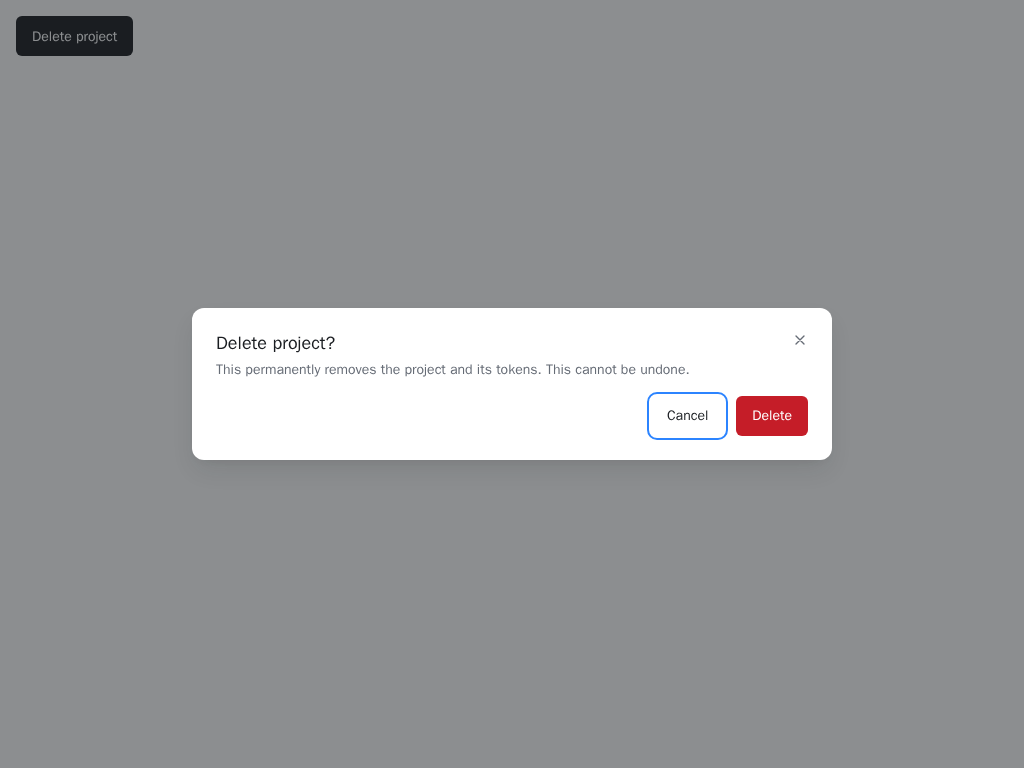 Delete project
Delete project?
This permanently removes the project and its tokens. This cannot be undone.
Cancel Delete